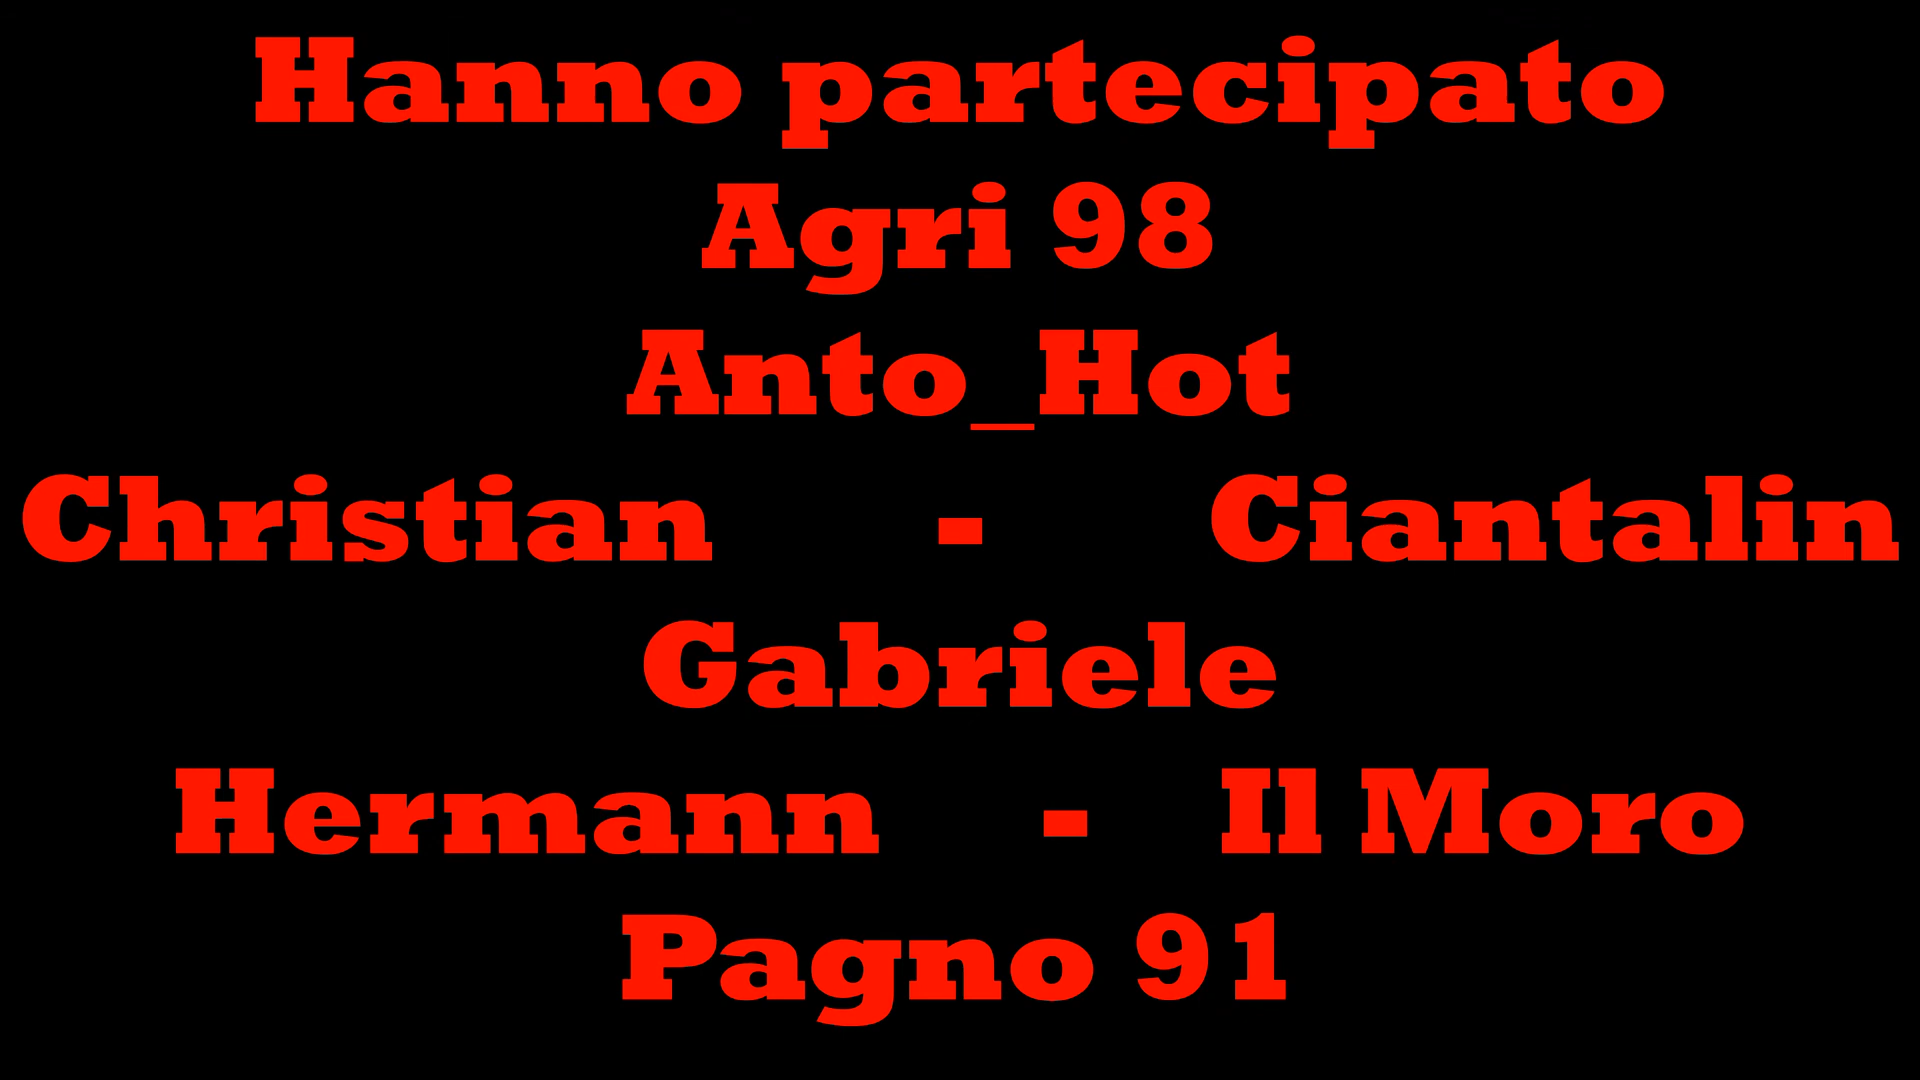 Hanno partecipato
Agri 98
Anto_Hot
Christian - Ciantalin
Gabriele
Hermann - Il Moro
Pagno 91